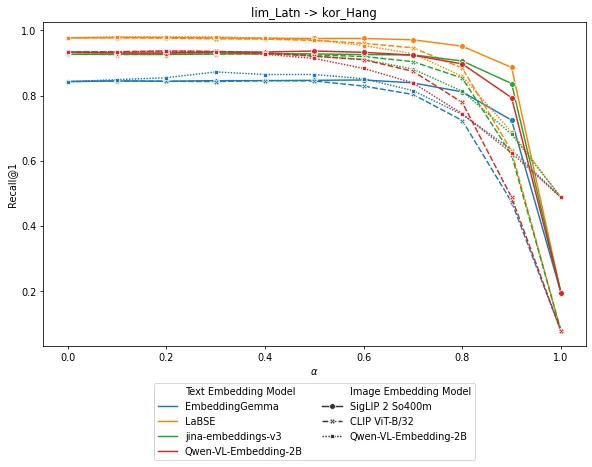 lim_Latn -> kor_Hang
Recall@1
1.0
0.8
0.6
0.4
0.2
0.0 0.2 0.4 0.6 0.8 1.0
α
Text Embedding Model Image Embedding Model
EmbeddingGemma SigLIP 2 So400m
LaBSE CLIP ViT-B/32
jina-embeddings-v3 Qwen-VL-Embedding-2B
Qwen-VL-Embedding-2B